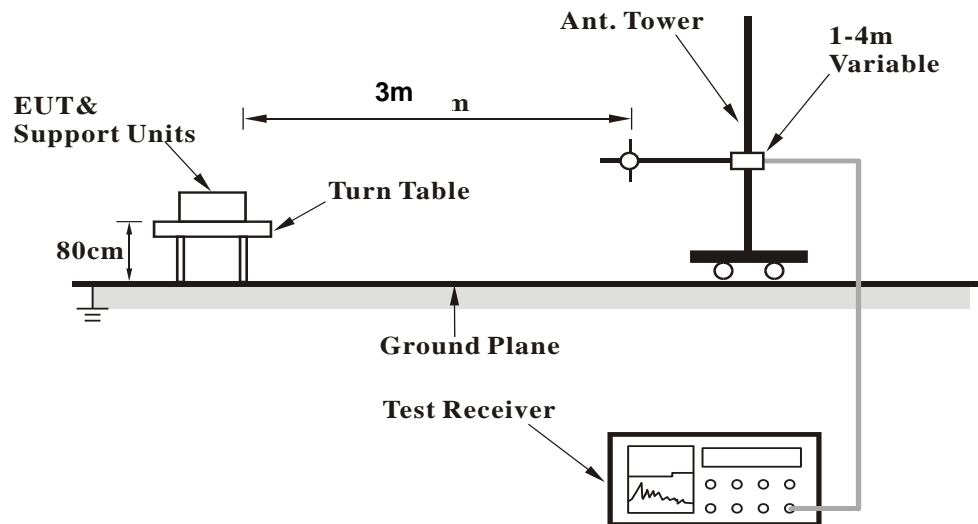 Ant. Tower
1-4m
Variable
3m
n
EUT&
Support Units
Turn Table
80cm
Ground Plane
Test Receiver